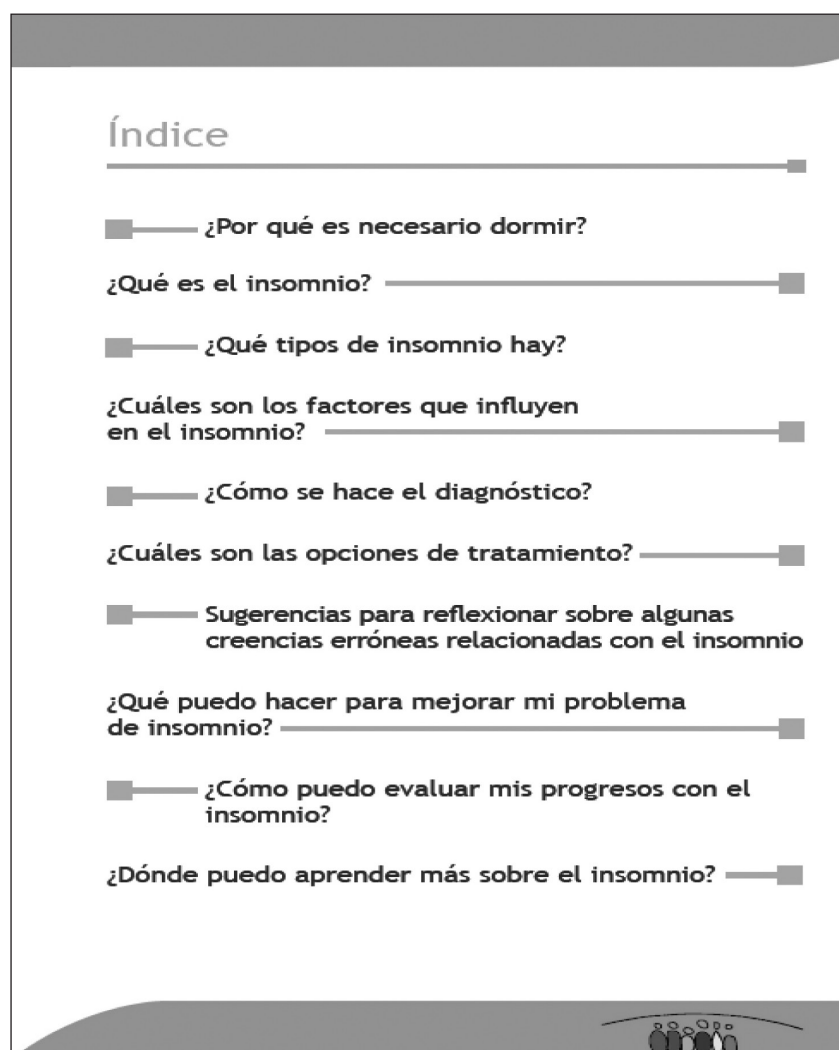 Índice
¿Por qué es necesario dormir?
¿Qué es el insomnio?
¿Qué tipos de insomnio hay?
¿Cuáles son los factores que influyen
en el insomnio?
¿Cómo se hace el diagnóstico?
¿Cuáles son las opciones de tratamiento?
Sugerencias para reflexionar sobre algunas
creencias erróneas relacionadas con el insomnio
¿Qué puedo hacer para mejorar mi problema
de insomnio?
¿Cómo puedo evaluar mis progresos con el
insomnio?
¿Dónde puedo aprender más sobre el insomnio?